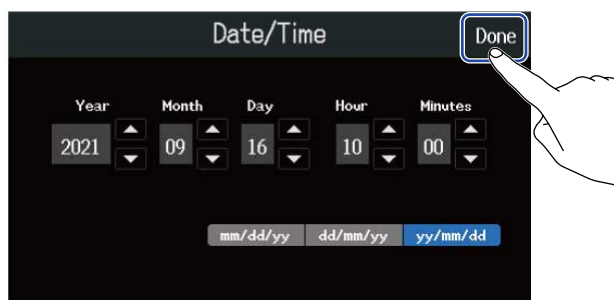 Date/Time Done
Year Month Day Hour Minutes
2021 09 16 10 00
mm/dd/yy dd/mm/yy yy/mm/dd